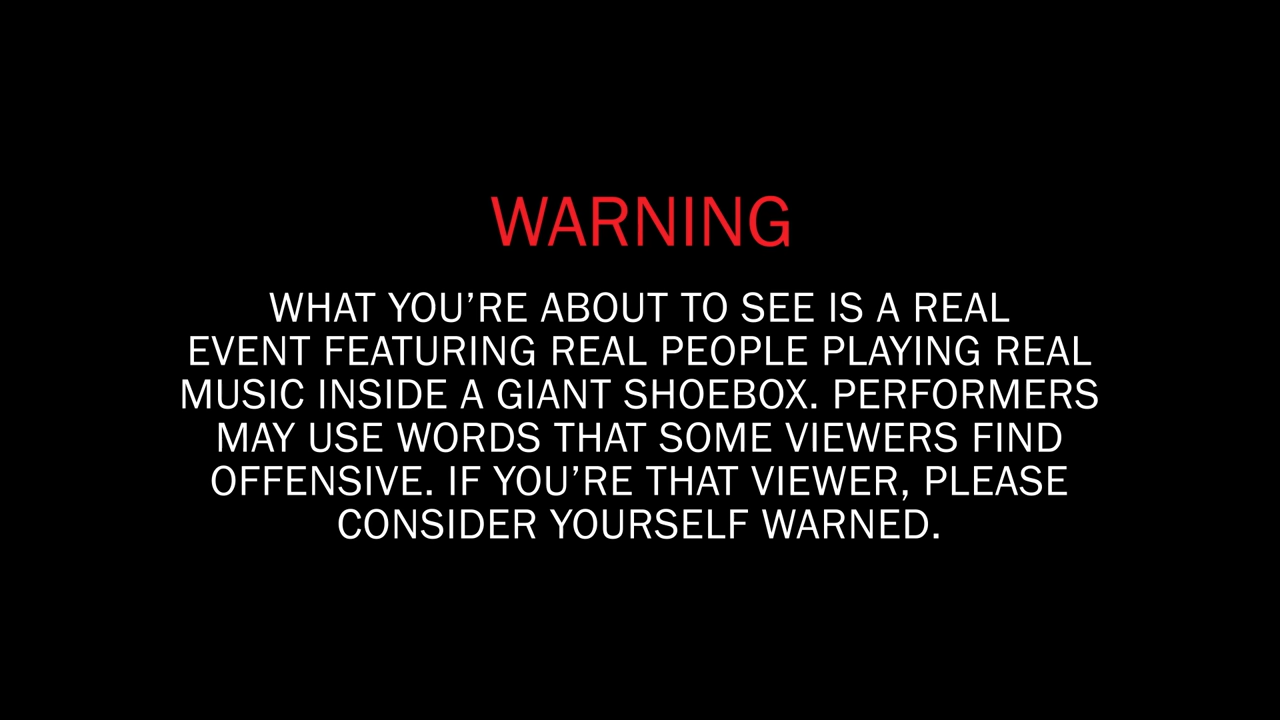 WARNING
WHAT YOU’RE ABOUT TO SEE IS A REAL
EVENT FEATURING REAL PEOPLE PLAYING REAL
MUSIC INSIDE A GIANT SHOEBOX. PERFORMERS
MAY USE WORDS THAT SOME VIEWERS FIND
OFFENSIVE. IF YOU’RE THAT VIEWER, PLEASE
CONSIDER YOURSELF WARNED.